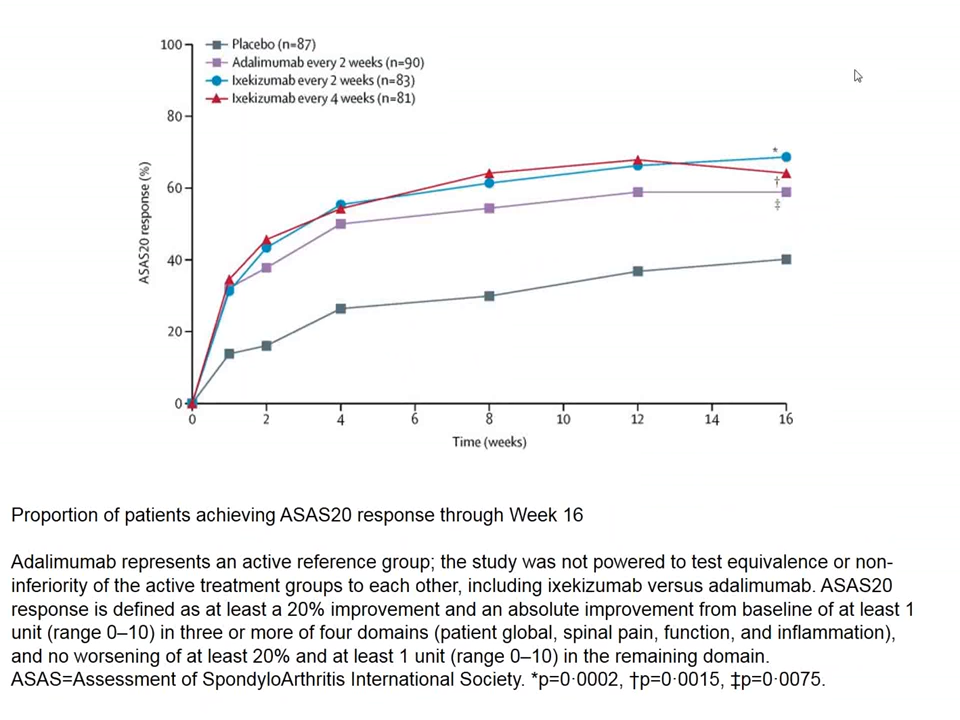 100
Placebo (n=87)
Adalimumab every 2 weeks (n=90)
Ixekizumab every 2 weeks (n=83)
Ixekizumab every 4 weeks (n=81)
80
*
60
†
‡
ASAS20 response (%)
40
20
0
0 2 4 6 8 10 12 14 16
Time (weeks)
Proportion of patients achieving ASAS20 response through Week 16
Adalimumab represents an active reference group; the study was not powered to test equivalence or non-
inferiority of the active treatment groups to each other, including ixekizumab versus adalimumab. ASAS20
response is defined as at least a 20% improvement and an absolute improvement from baseline of at least 1
unit (range 0–10) in three or more of four domains (patient global, spinal pain, function, and inflammation),
and no worsening of at least 20% and at least 1 unit (range 0–10) in the remaining domain.
ASAS=Assessment of SpondyloArthritis International Society. *p=0·0002, †p=0·0015, ‡p=0·0075.